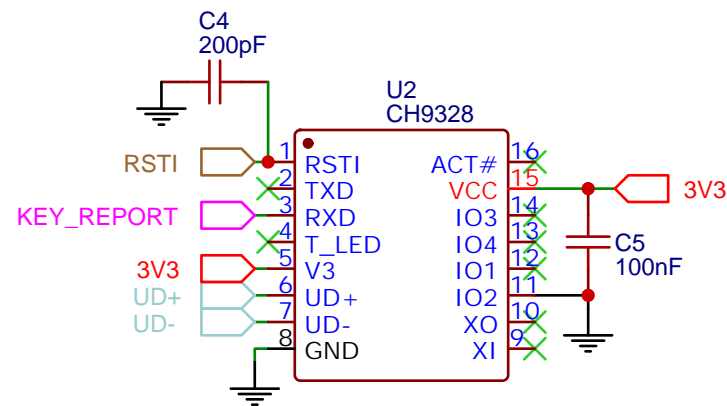 C4
200pF
U2
CH9328
RSTI 1 RSTI ACT# 16
2 TXD VCC 15 3V3
KEY_REPORT 3 RXD IO3 14
4 T_LED IO4 13
3V3 5 V3 IO1 12
UD+ 6 UD+ IO2 11
UD- 7 UD- XO 10
8 GND XI 9
C5
100nF